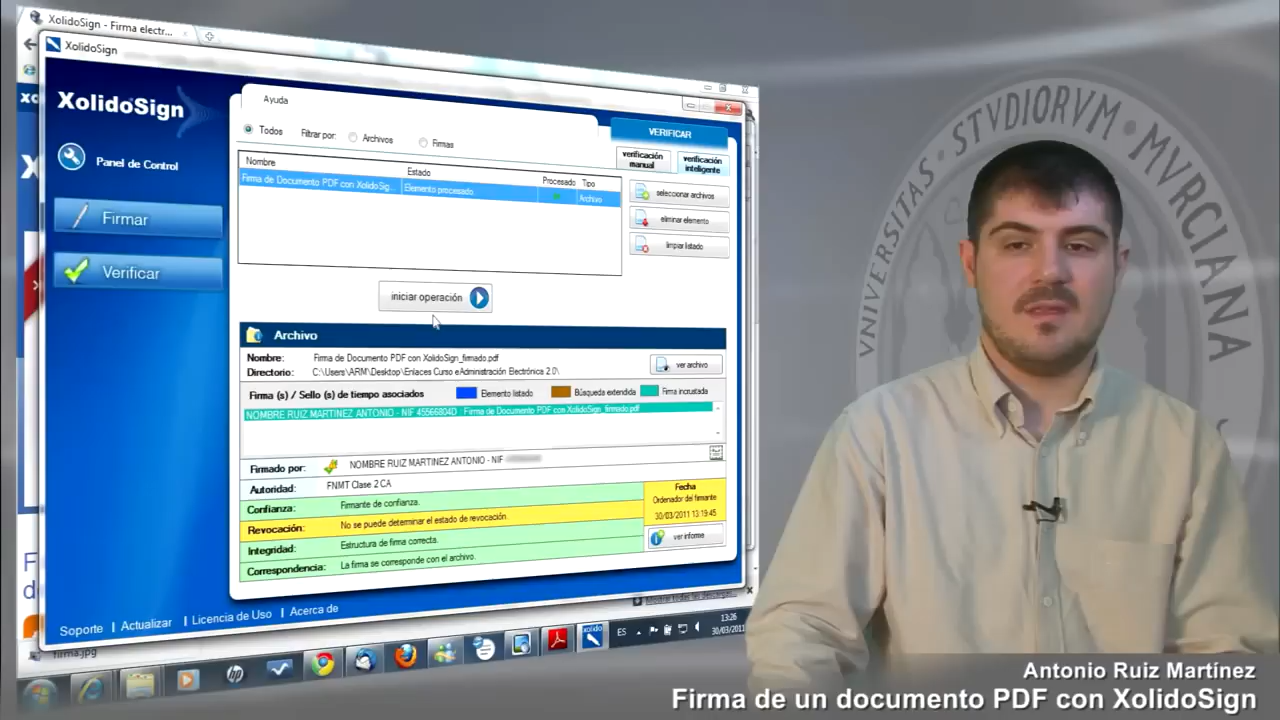 XolidoSign - Firma electr...
XolidoSign
XolidoSign
Panel de Control
Firmar
Verificar
Ayuda
Todos
Filtrar por:
Archivos
Firmas
VERIFICAR
verificación manual
verificación inteligente
Nombre
Estado
Procesado
Tipo
Firma de Documento PDF con XolidoSig...
Elemento procesado
Archivo
seleccionar archivos
eliminar elemento
limpiar listado
iniciar operación
Archivo
Nombre:
Firma de Documento PDF con XolidoSign_firmado.pdf
Directorio:
C:\Users\ARM\Desktop\Enlaces Curso eAdministración Electrónica 2.0\
ver archivo
Firma (s) / Sello (s) de tiempo asociados
Elemento listado
Búsqueda extendida
Firma incrustada
NOMBRE RUIZ MARTINEZ ANTONIO - NIF 45566804D : Firma de Documento PDF con XolidoSign_firmado.pdf
Firmado por:
NOMBRE RUIZ MARTINEZ ANTONIO - NIF
Autoridad:
FNMT Clase 2 CA
Confianza:
Firmante de confianza.
Revocación:
No se puede determinar el estado de revocación.
Integridad:
Estructura de firma correcta.
Correspondencia:
La firma se corresponde con el archivo.
Fecha
Ordenador del firmante
30/03/2011 13:19:45
ver informe
Soporte | Actualizar | Licencia de Uso | Acerca de
firma.jpg
ES
13:26
30/03/2011
VNIVERSITAS STVDIORVM MVRCIANA
Antonio Ruiz Martínez
Firma de un documento PDF con XolidoSign